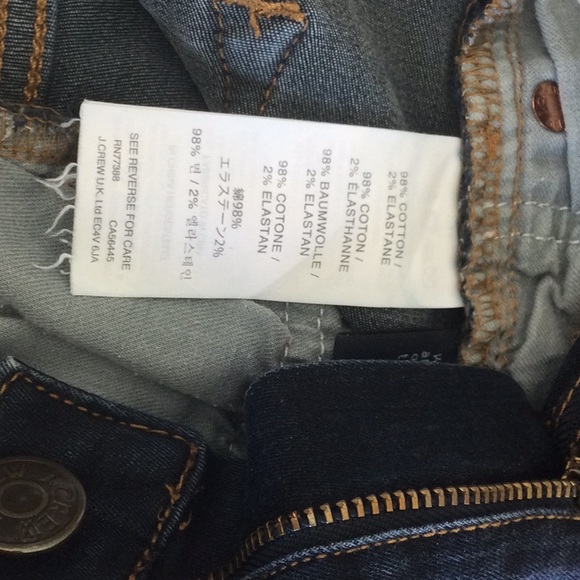 98% COTTON /
2% ELASTANE
98% COTON /
2% ÉLASTHANNE
98% BAUMWOLLE /
2% ELASTAN
98% COTONE /
2% ELASTAN
綿98%
エラステーン2%
98% 면 / 2% 엘라스테인
SEE REVERSE FOR CARE
RN77388 CA56445
J.CREW U.K. Ltd EC4V 6JA